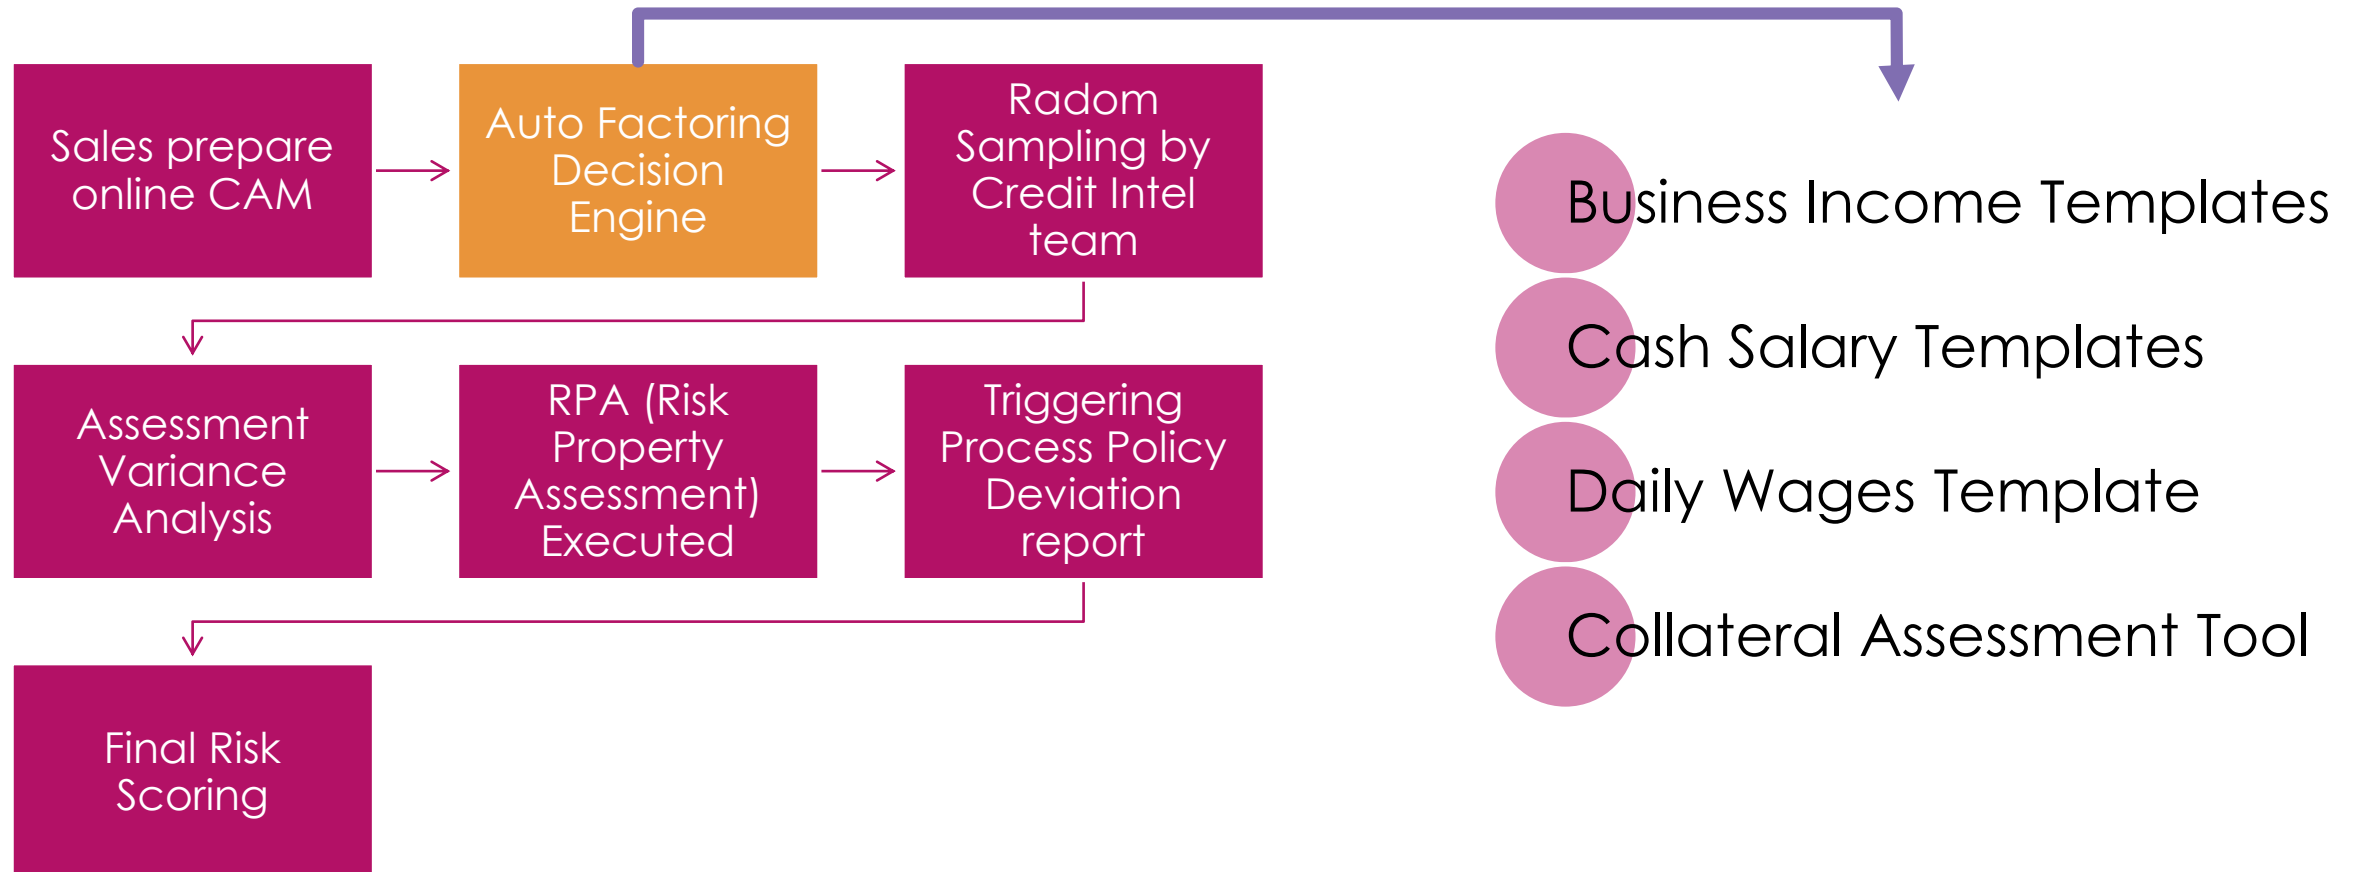 Sales prepare
online CAM
Auto Factoring
Decision
Engine
Radom
Sampling by
Credit Intel
team
Assessment
Variance
Analysis
RPA (Risk
Property
Assessment)
Executed
Triggering
Process Policy
Deviation
report
Final Risk
Scoring
Business Income Templates
Cash Salary Templates
Daily Wages Template
Collateral Assessment Tool